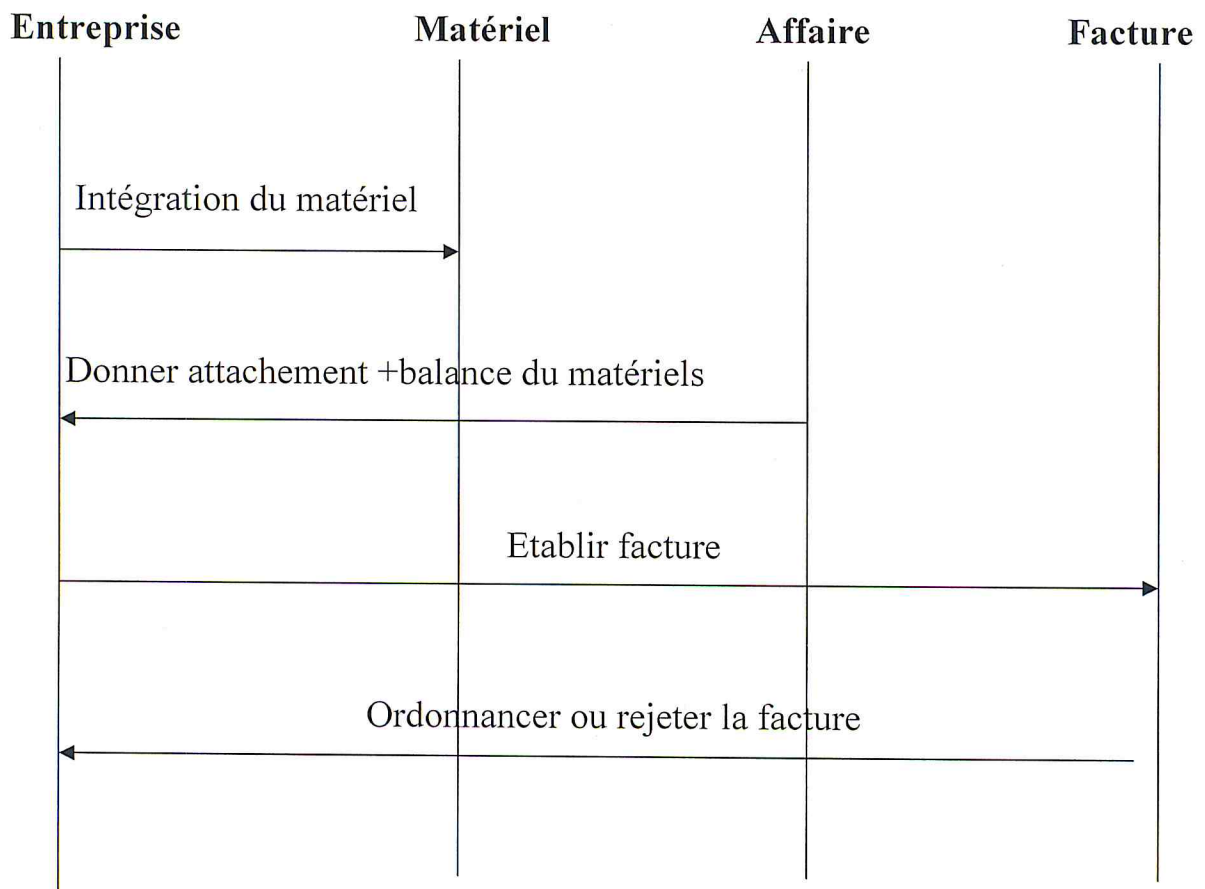 Entreprise Matériel Affaire Facture
Intégration du matériel
Donner attachement +balance du matériels
Etablir facture
Ordonnancer ou rejeter la facture